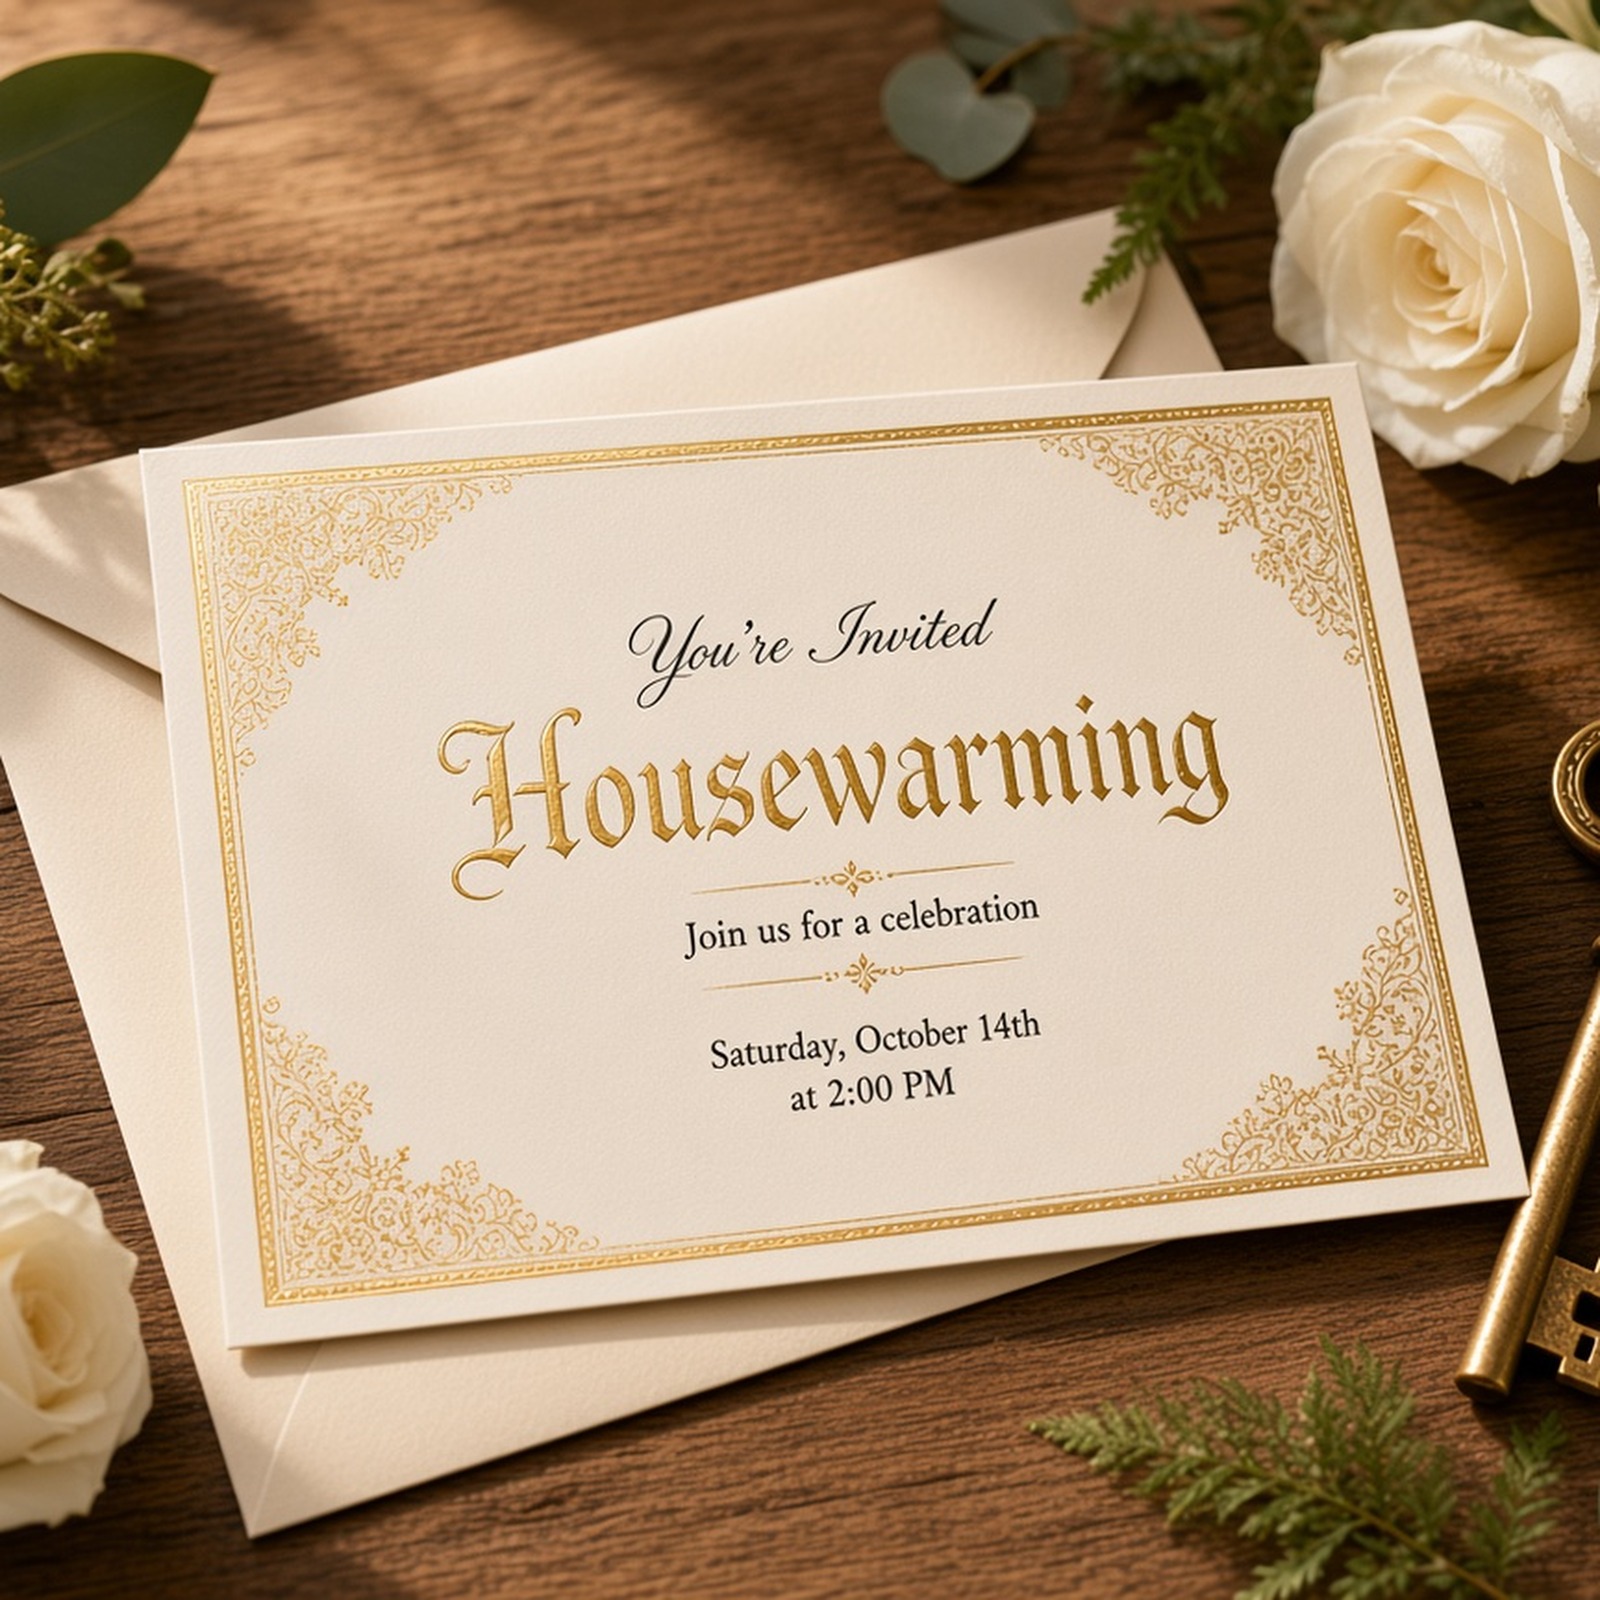 You're Invited
Housewarming
Join us for a celebration
Saturday, October 14th
at 2:00 PM